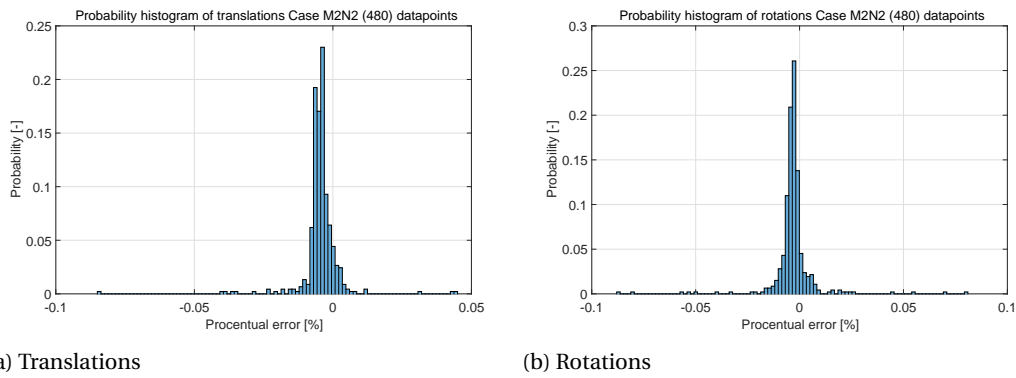 Probability histogram of translations Case M2N2 (480) datapoints
0.25
0.2
0.15
0.1
0.05
0
Probability [-]
-0.1
-0.05
0
0.05
Procentual error [%]
a) Translations
Probability histogram of rotations Case M2N2 (480) datapoints
0.3
0.25
0.2
0.15
0.1
0.05
0
Probability [-]
-0.1
-0.05
0
0.05
0.1
Procentual error [%]
(b) Rotations